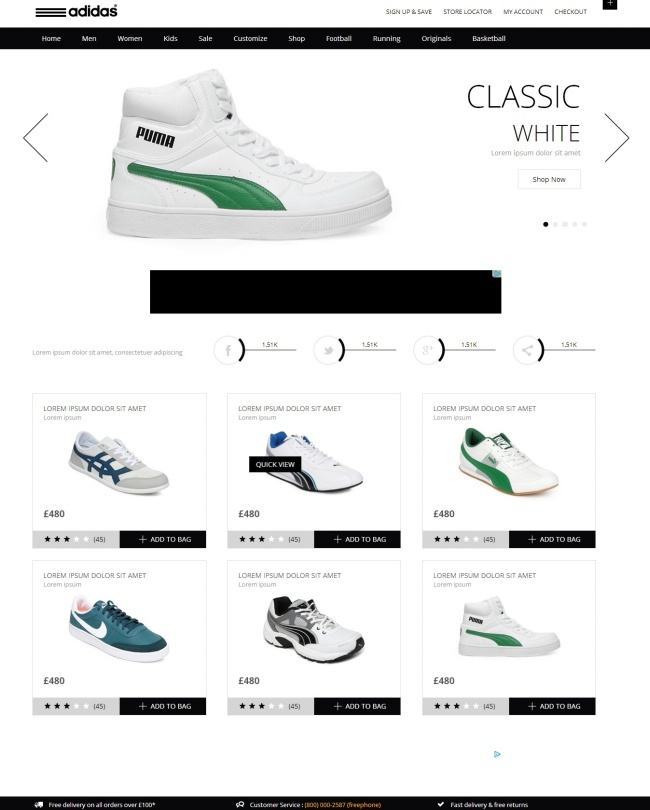 adidas
SIGN UP & SAVE STORE LOCATOR MY ACCOUNT CHECKOUT
Home Men Women Kids Sale Customize Shop Football Running Originals Basketball
PUMA
CLASSIC
WHITE
Lorem ipsum dolor sit amet
Shop Now
Lorem ipsum dolor sit amet, consectetuer adipiscing
f 1,51K 1,51K g+ 1,51K 1,51K
LOREM IPSUM DOLOR SIT AMET LOREM IPSUM DOLOR SIT AMET LOREM IPSUM DOLOR SIT AMET
Lorem ipsum Lorem ipsum Lorem ipsum
QUICK VIEW
£480 £480 £480
(45) + ADD TO BAG (45) + ADD TO BAG (45) + ADD TO BAG
LOREM IPSUM DOLOR SIT AMET LOREM IPSUM DOLOR SIT AMET LOREM IPSUM DOLOR SIT AMET
Lorem ipsum Lorem ipsum Lorem ipsum
PUMA
£480 £480 £480
(45) + ADD TO BAG (45) + ADD TO BAG (45) + ADD TO BAG
Free delivery on all orders over £100* Customer Service : (800) 000-2587 (freephone) Fast delivery & free returns